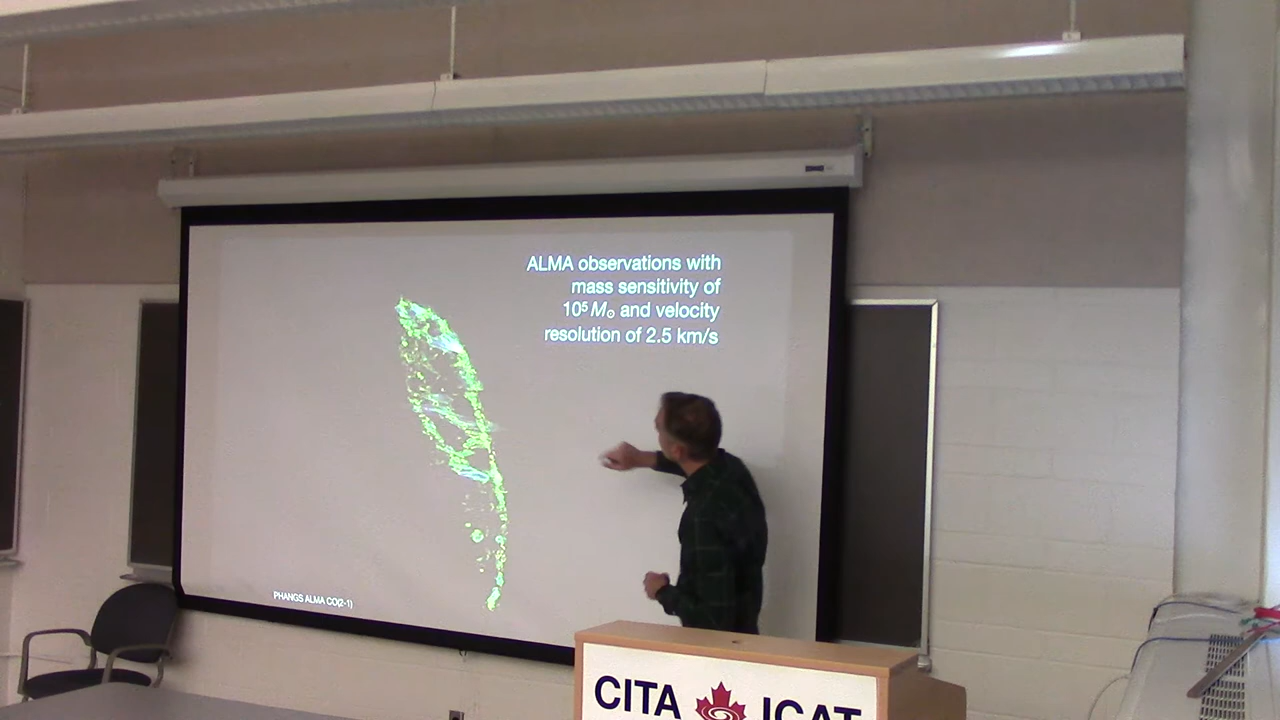 ALMA observations with
mass sensitivity of
10⁵ M☉ and velocity
resolution of 2.5 km/s
PHANGS ALMA CO(2-1)
CITA ICAT